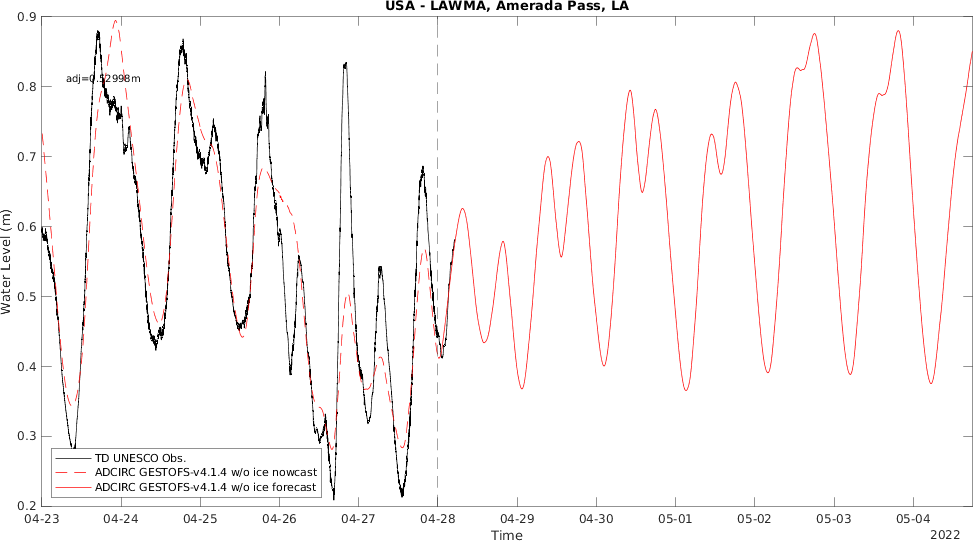 USA - LAWMA, Amerada Pass, LA
0.9
0.8
0.7
0.6
0.5
0.4
0.3
0.2
Water Level (m)
adj=0.52998m
TD UNESCO Obs.
ADCIRC GESTOFS-v4.1.4 w/o ice nowcast
ADCIRC GESTOFS-v4.1.4 w/o ice forecast
04-23 04-24 04-25 04-26 04-27 04-28 04-29 04-30 05-01 05-02 05-03 05-04
Time
2022